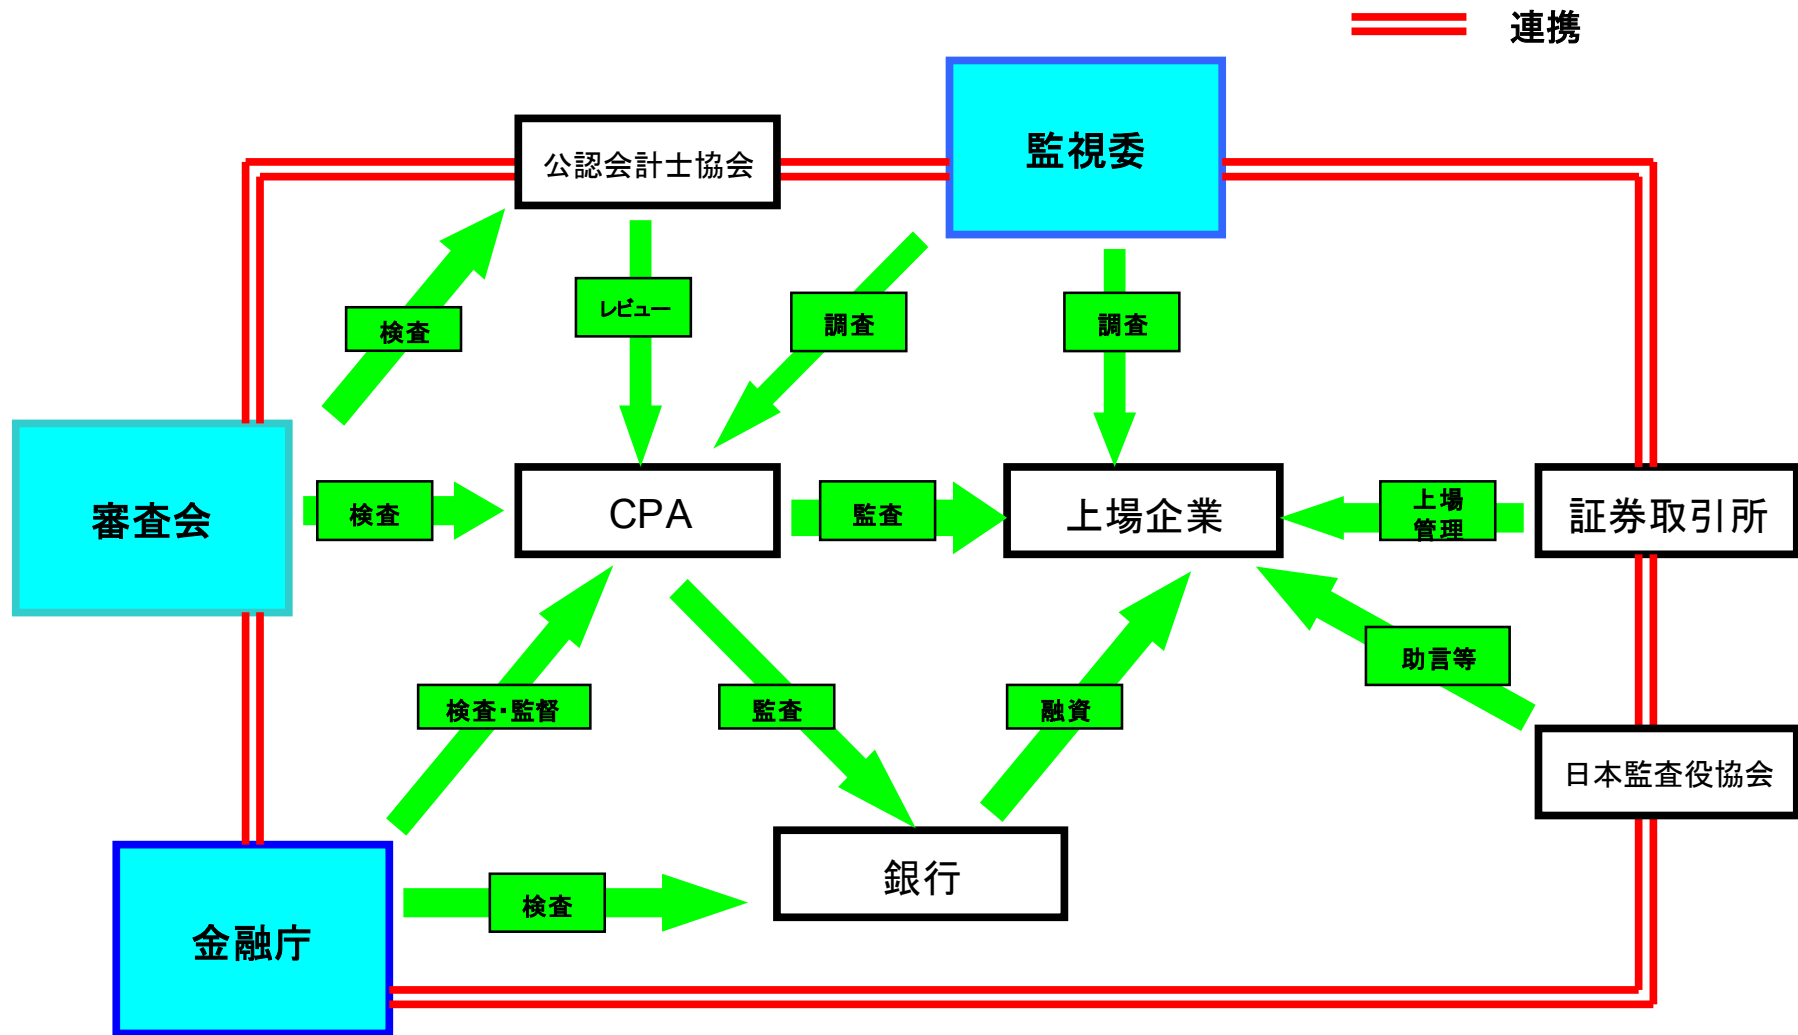 連携
監視委
公認会計士協会
レビュー
調査
調査
検査
審査会
検査
CPA
監査
上場企業
上場
管理
証券取引所
検査・監督
監査
融資
助言等
日本監査役協会
銀行
検査
金融庁